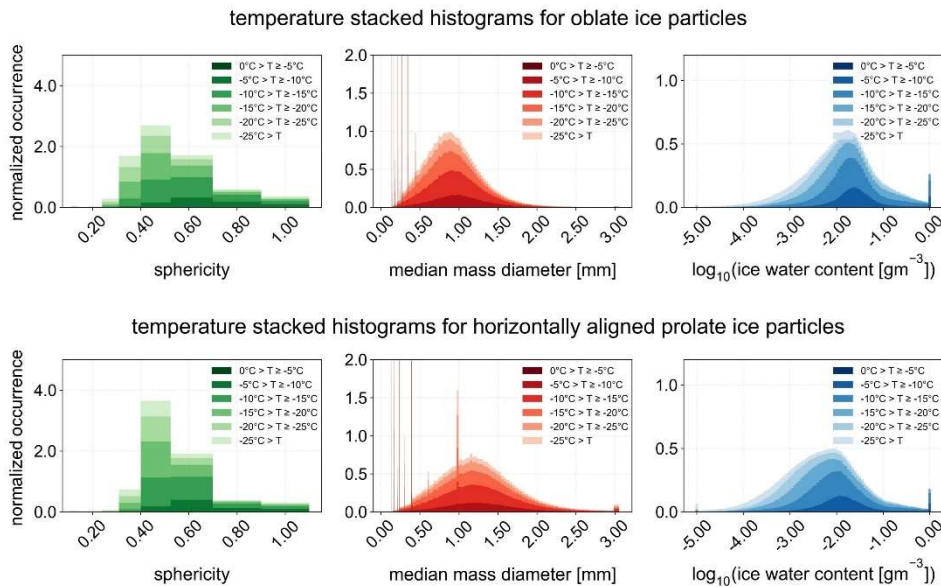 temperature stacked histograms for oblate ice particles
normalized occurrence
4.0
2.0
0.0
0°C > T ≥ -5°C
-5°C > T ≥ -10°C
-10°C > T ≥ -15°C
-15°C > T ≥ -20°C
-20°C > T ≥ -25°C
-25°C > T
0.20 0.40 0.60 0.80 1.00
sphericity
2.0
1.5
1.0
0.5
0.0
0°C > T ≥ -5°C
-5°C > T ≥ -10°C
-10°C > T ≥ -15°C
-15°C > T ≥ -20°C
-20°C > T ≥ -25°C
-25°C > T
0.00 0.50 1.00 1.50 2.00 2.50 3.00
median mass diameter [mm]
1.0
0.5
0.0
0°C > T ≥ -5°C
-5°C > T ≥ -10°C
-10°C > T ≥ -15°C
-15°C > T ≥ -20°C
-20°C > T ≥ -25°C
-25°C > T
-5.00 -4.00 -3.00 -2.00 -1.00 0.00
log₁₀(ice water content [gm⁻³])
temperature stacked histograms for horizontally aligned prolate ice particles
normalized occurrence
4.0
2.0
0.0
0°C > T ≥ -5°C
-5°C > T ≥ -10°C
-10°C > T ≥ -15°C
-15°C > T ≥ -20°C
-20°C > T ≥ -25°C
-25°C > T
0.20 0.40 0.60 0.80 1.00
sphericity
2.0
1.5
1.0
0.5
0.0
0°C > T ≥ -5°C
-5°C > T ≥ -10°C
-10°C > T ≥ -15°C
-15°C > T ≥ -20°C
-20°C > T ≥ -25°C
-25°C > T
0.00 0.50 1.00 1.50 2.00 2.50 3.00
median mass diameter [mm]
1.0
0.5
0.0
0°C > T ≥ -5°C
-5°C > T ≥ -10°C
-10°C > T ≥ -15°C
-15°C > T ≥ -20°C
-20°C > T ≥ -25°C
-25°C > T
-5.00 -4.00 -3.00 -2.00 -1.00 0.00
log₁₀(ice water content [gm⁻³])